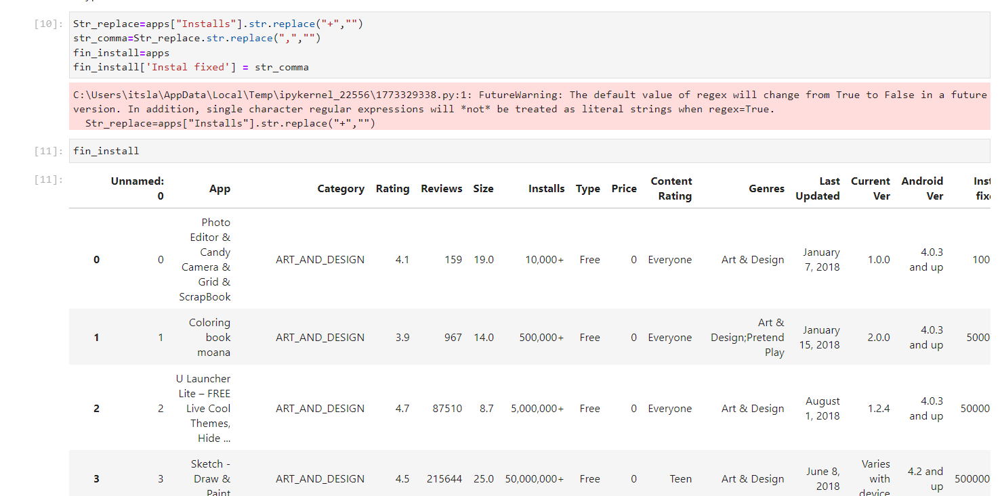 [10]: Str_replace=apps["Installs"].str.replace("+","")
str_comma=Str_replace.str.replace(",","")
fin_install=apps
fin_install['Instal fixed'] = str_comma
C:\Users\itsla\AppData\Local\Temp\ipykernel_22556\1773329338.py:1: FutureWarning: The default value of regex will change from True to False in a future
version. In addition, single character regular expressions will *not* be treated as literal strings when regex=True.
Str_replace=apps["Installs"].str.replace("+","")
[11]: fin_install
[11]:
Unnamed: 0 App Category Rating Reviews Size Installs Type Price Content Rating Genres Last Updated Current Ver Android Ver
0 0 Photo Editor & Candy Camera & Grid & ScrapBook ART_AND_DESIGN 4.1 159 19.0 10,000+ Free 0 Everyone Art & Design January 7, 2018 1.0.0 4.0.3 and up 100
1 1 Coloring book moana ART_AND_DESIGN 3.9 967 14.0 500,000+ Free 0 Everyone Art & Design;Pretend Play January 15, 2018 2.0.0 4.0.3 and up 5000
2 2 U Launcher Lite – FREE Live Cool Themes, Hide ... ART_AND_DESIGN 4.7 87510 8.7 5,000,000+ Free 0 Everyone Art & Design August 1, 2018 1.2.4 4.0.3 and up 50000
3 3 Sketch - Draw & Paint ART_AND_DESIGN 4.5 215644 25.0 50,000,000+ Free 0 Teen Art & Design June 8, 2018 Varies with device 4.2 and up 500000